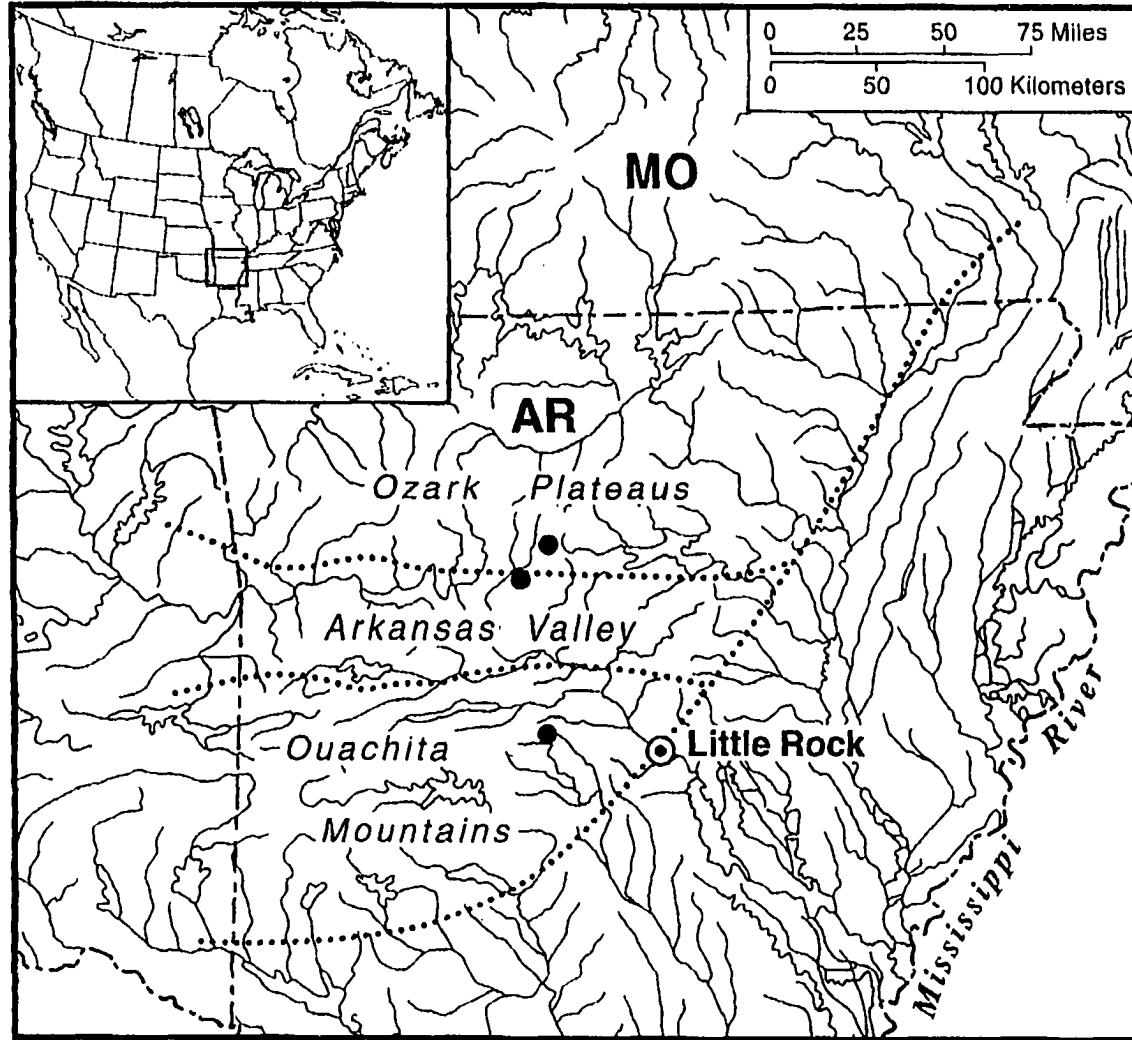 0 25 50 75 Miles
0 50 100 Kilometers
MO
AR
Ozark Plateaus
Arkansas Valley
Ouachita
Mountains
Little Rock
Mississippi River